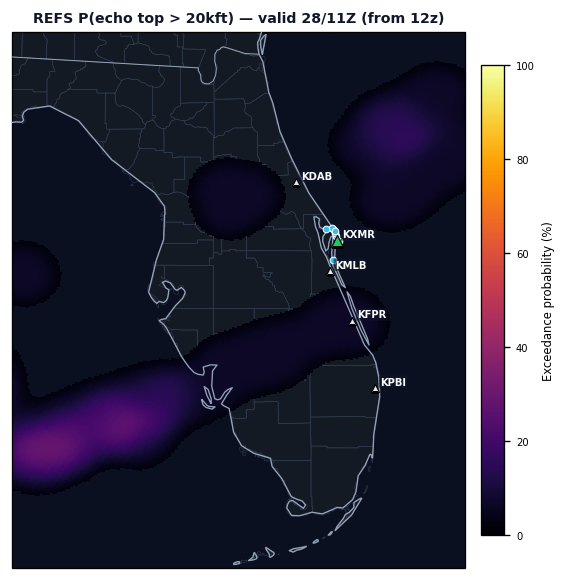 REFS P(echo top > 20kft) — valid 28/11Z (from 12z)
100
80
60
40
20
0
Exceedance probability (%)
KDAB
KXMR
KMLB
KFPR
KPBI